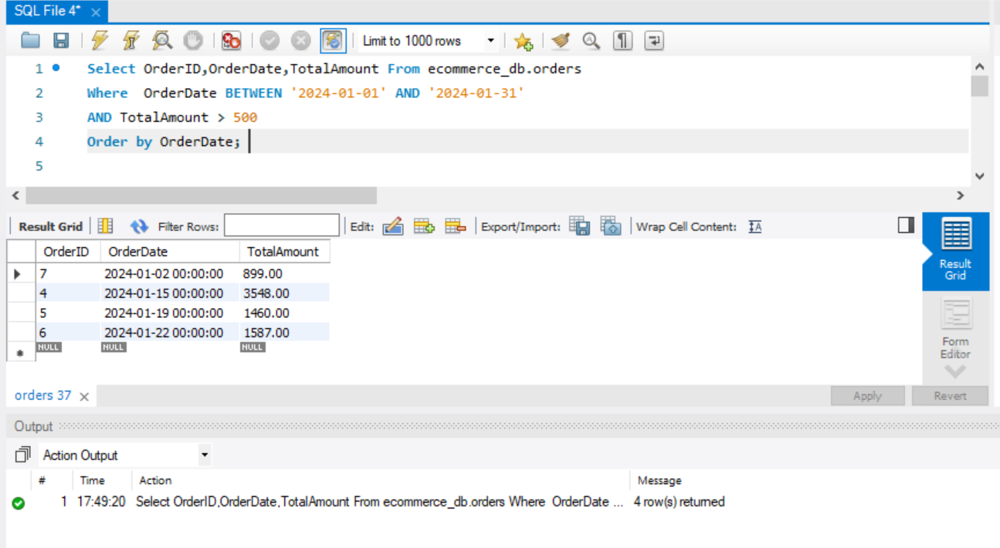 SQL File 4*
Limit to 1000 rows
1 Select OrderID,OrderDate,TotalAmount From ecommerce_db.orders
2 Where  OrderDate BETWEEN '2024-01-01' AND '2024-01-31'
3 AND TotalAmount > 500
4 Order by OrderDate;
5
Result Grid Filter Rows: Edit: Export/Import: Wrap Cell Content:
OrderID OrderDate TotalAmount
7 2024-01-02 00:00:00 899.00
4 2024-01-15 00:00:00 3548.00
5 2024-01-19 00:00:00 1460.00
6 2024-01-22 00:00:00 1587.00
NULL NULL NULL
Result
Grid
Form
Editor
orders 37 Apply Revert
Output
Action Output
# Time Action Message
1 17:49:20 Select OrderID,OrderDate,TotalAmount From ecommerce_db.orders Where  OrderDate ... 4 row(s) returned